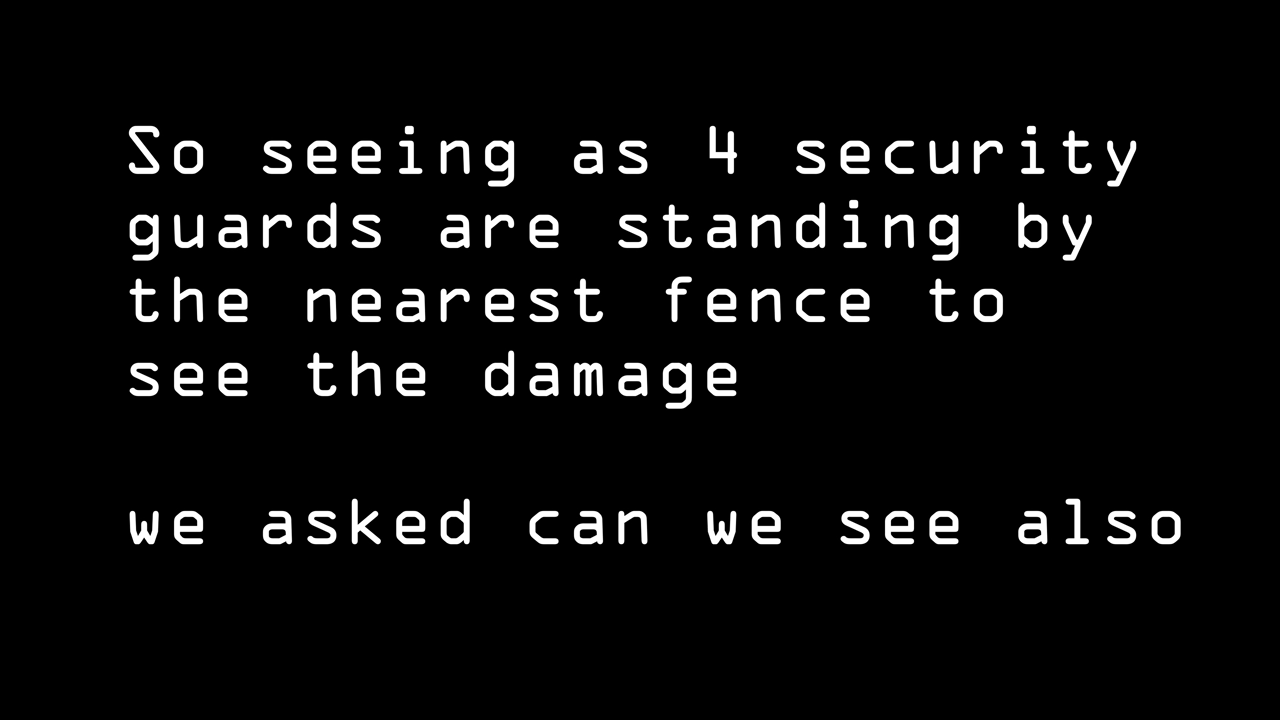 So seeing as 4 security
guards are standing by
the nearest fence to
see the damage
we asked can we see also